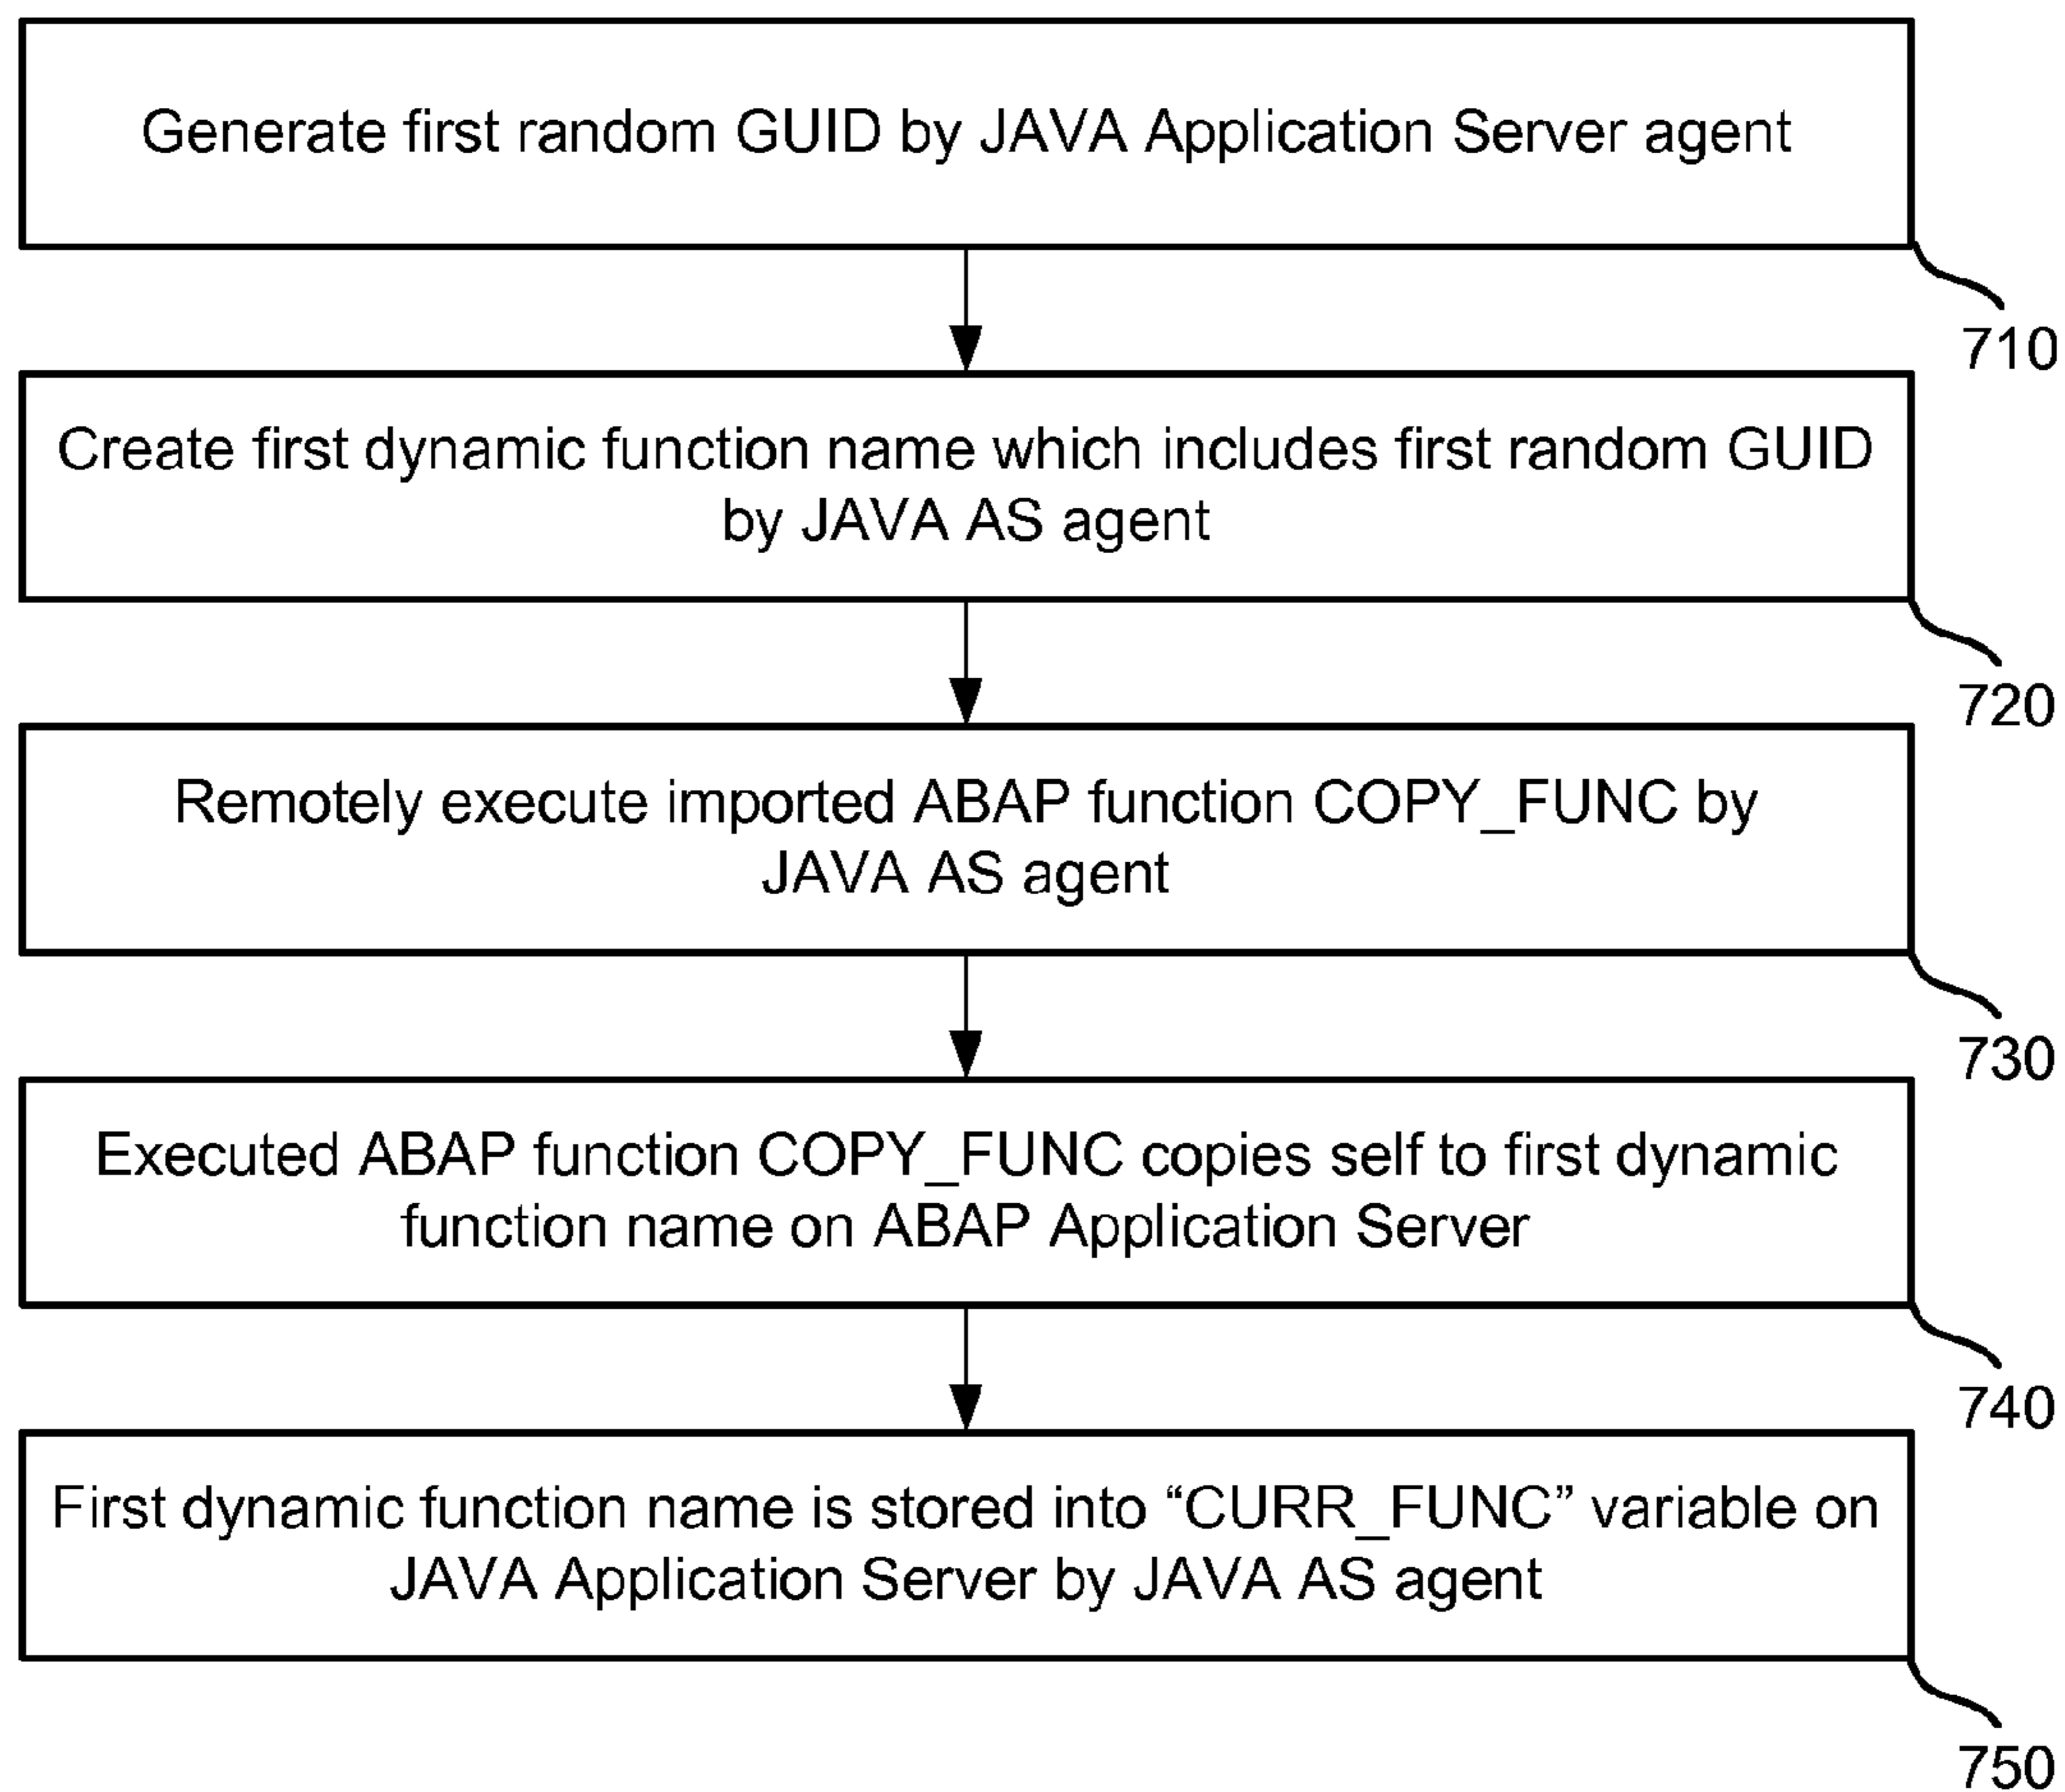 Generate first random GUID by JAVA Application Server agent
710
Create first dynamic function name which includes first random GUID
by JAVA AS agent
720
Remotely execute imported ABAP function COPY_FUNC by
JAVA AS agent
730
Executed ABAP function COPY_FUNC copies self to first dynamic
function name on ABAP Application Server
740
First dynamic function name is stored into “CURR_FUNC” variable on
JAVA Application Server by JAVA AS agent
750